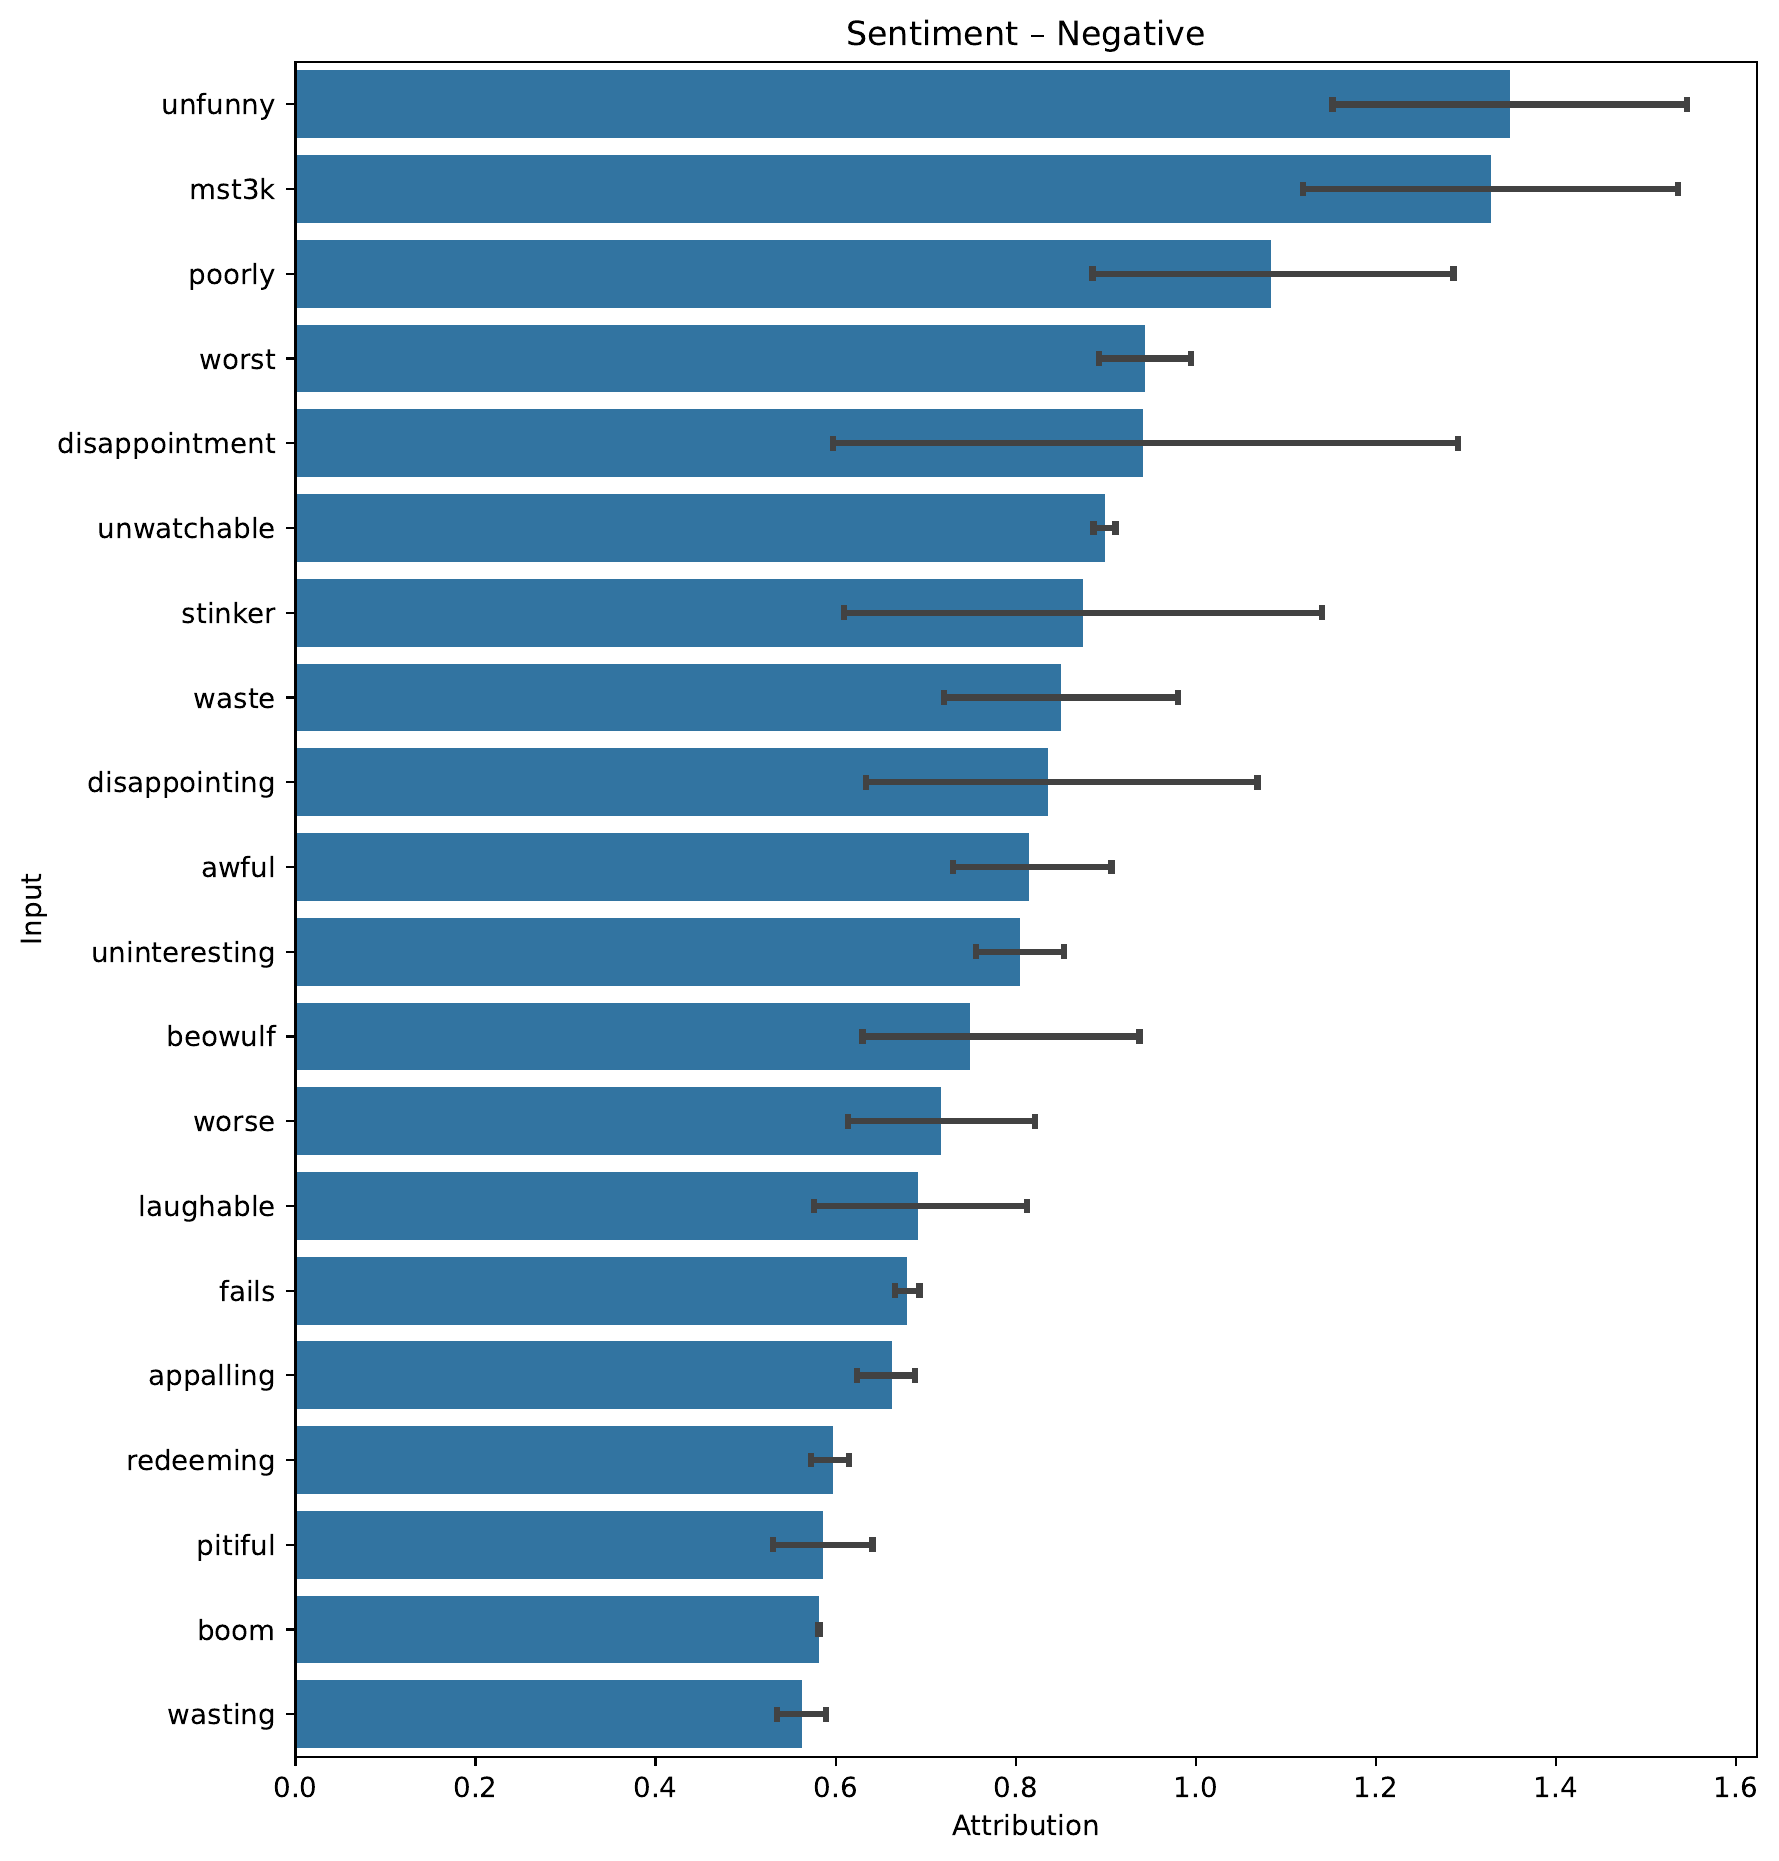 Sentiment – Negative
unfunny
mst3k
poorly
worst
disappointment
unwatchable
stinker
waste
disappointing
awful
uninteresting
beowulf
worse
laughable
fails
appalling
redeeming
pitiful
boom
wasting
Input
0.0 0.2 0.4 0.6 0.8 1.0 1.2 1.4 1.6
Attribution